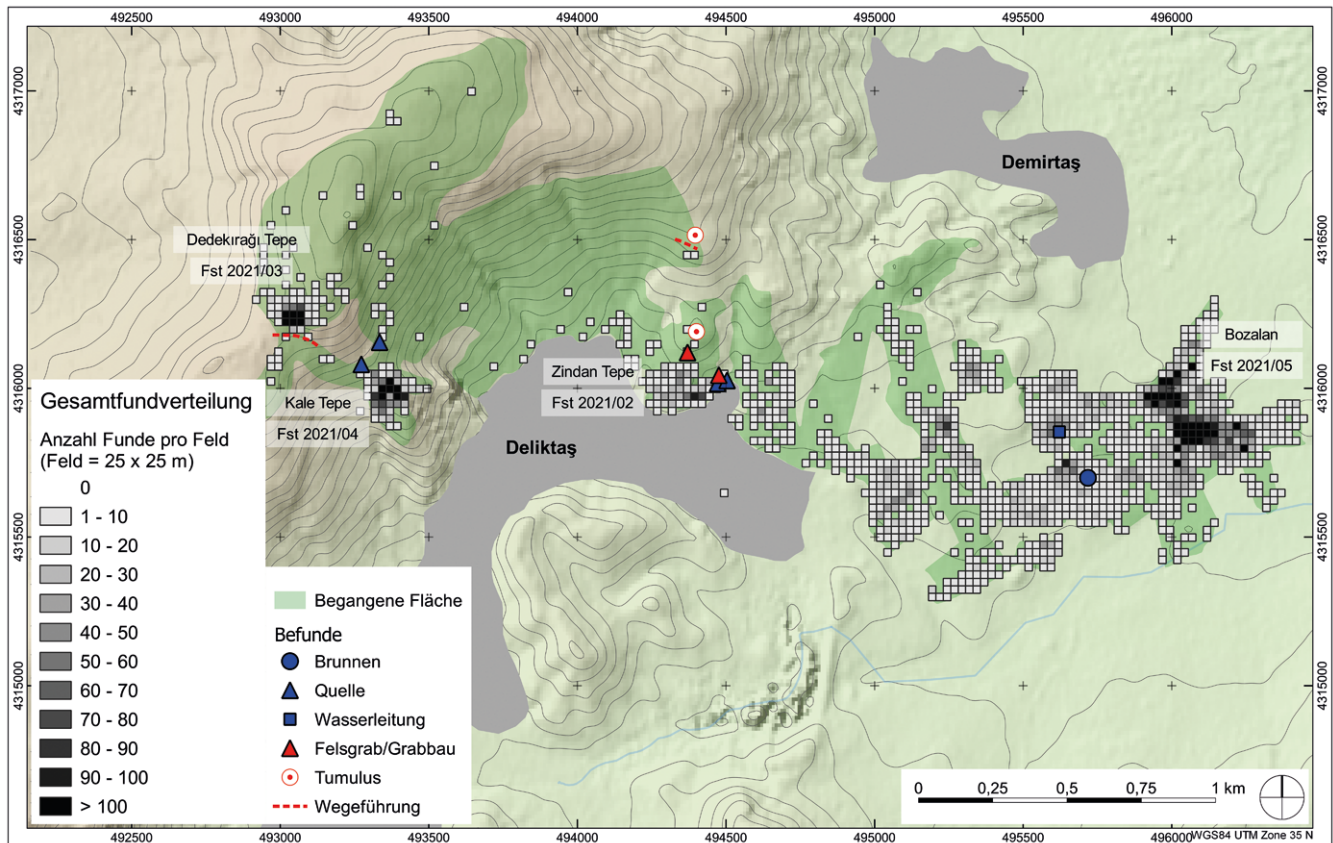 492500 493000 493500 494000 494500 495000 495500 496000
4317000
4317000
Demirtaş
4316500
4316500
Dedekırağı Tepe
Fst 2021/03
Bozalan
Fst 2021/05
Zindan Tepe
Fst 2021/02
4316000
4316000
Kale Tepe
Fst 2021/04
Deliktaş
4315500
4315500
4315000
4315000
Gesamtfundverteilung
Anzahl Funde pro Feld
(Feld = 25 x 25 m)
0
1 - 10
10 - 20
20 - 30
30 - 40
40 - 50
50 - 60
60 - 70
70 - 80
80 - 90
90 - 100
> 100
Begangene Fläche
Befunde
Brunnen
Quelle
Wasserleitung
Felsgrab/Grabbau
Tumulus
Wegeführung
0 0,25 0,5 0,75 1 km
WGS84 UTM Zone 35 N
492500 493000 493500 494000 494500 495000 495500 496000